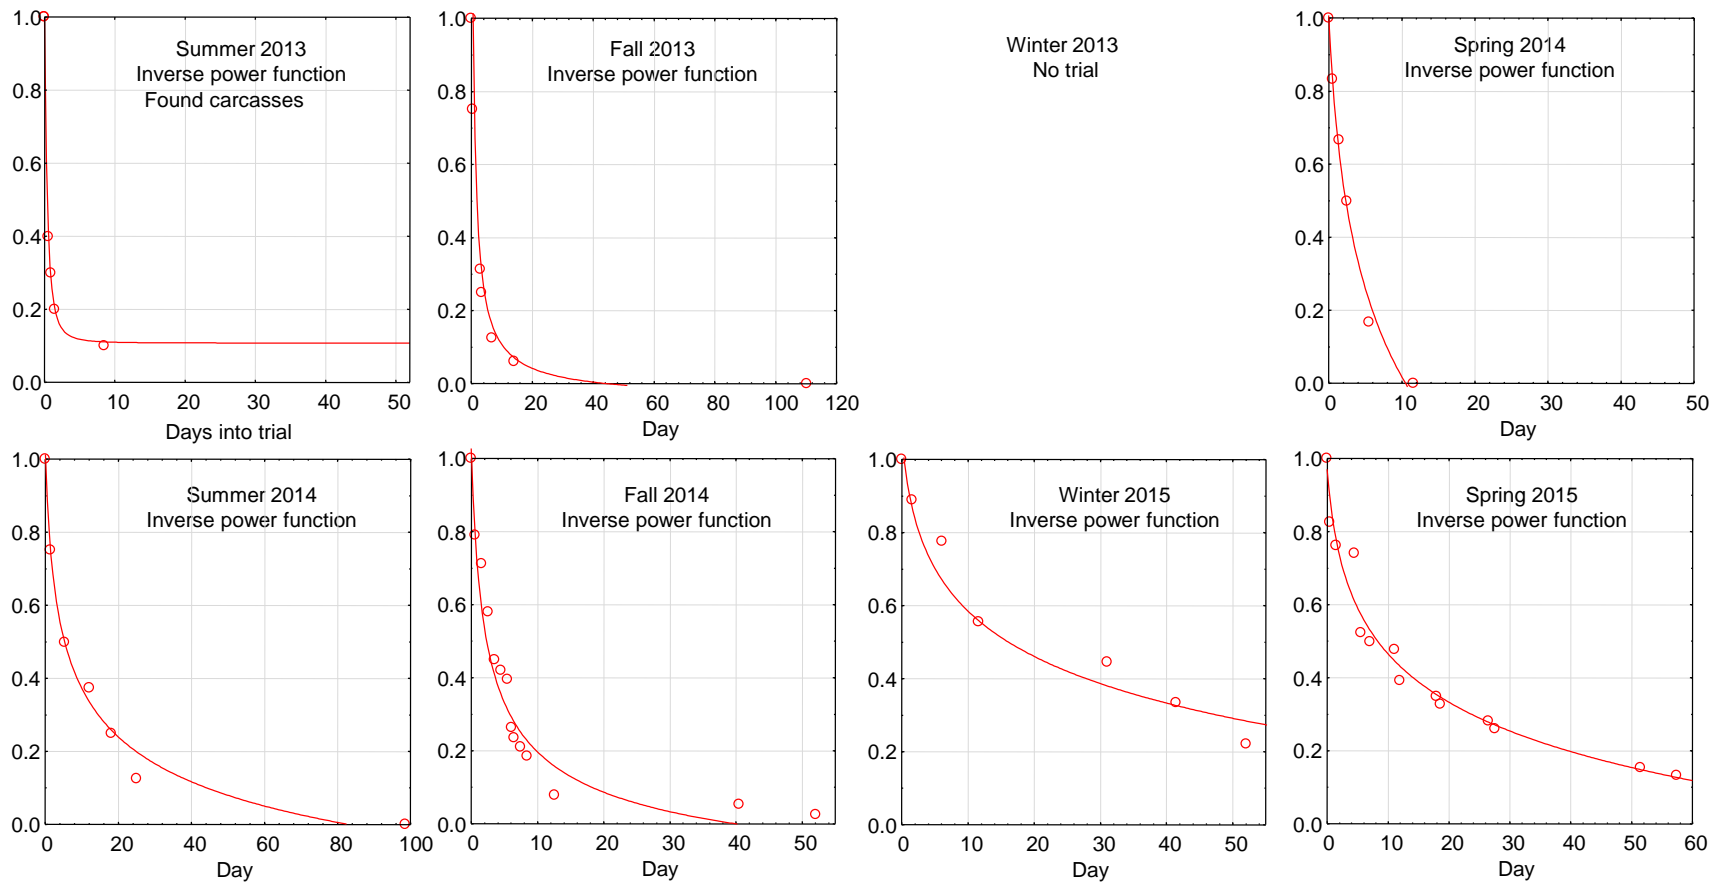 Summer 2013
Inverse power function
Found carcasses
1.0
0.8
0.6
0.4
0.2
0.0
0 10 20 30 40 50
Days into trial
Fall 2013
Inverse power function
1.0
0.8
0.6
0.4
0.2
0.0
0 20 40 60 80 100 120
Day
Winter 2013
No trial
Spring 2014
Inverse power function
1.0
0.8
0.6
0.4
0.2
0.0
0 10 20 30 40 50
Day
Summer 2014
Inverse power function
1.0
0.8
0.6
0.4
0.2
0.0
0 20 40 60 80 100
Day
Fall 2014
Inverse power function
1.0
0.8
0.6
0.4
0.2
0.0
0 10 20 30 40 50
Day
Winter 2015
Inverse power function
1.0
0.8
0.6
0.4
0.2
0.0
0 10 20 30 40 50
Day
Spring 2015
Inverse power function
1.0
0.8
0.6
0.4
0.2
0.0
0 10 20 30 40 50 60
Day